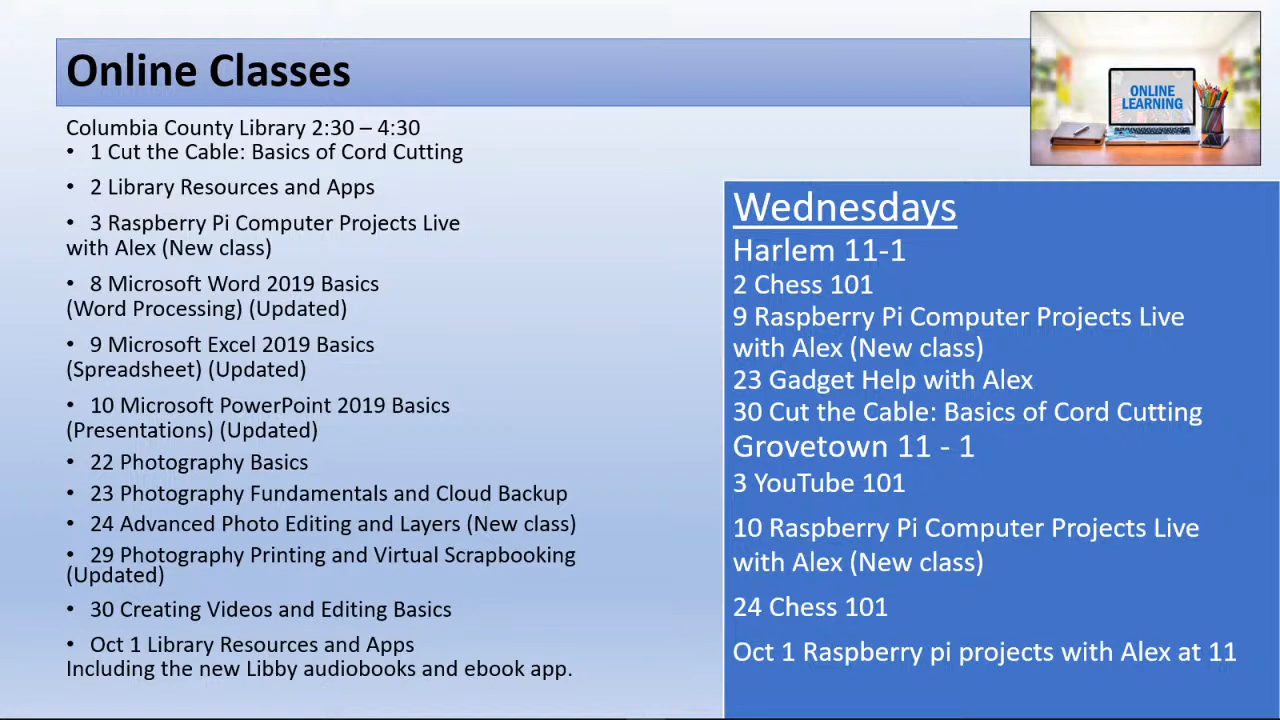 Online Classes
ONLINE
LEARNING
Columbia County Library 2:30 – 4:30
• 1 Cut the Cable: Basics of Cord Cutting
• 2 Library Resources and Apps
• 3 Raspberry Pi Computer Projects Live
with Alex (New class)
• 8 Microsoft Word 2019 Basics
(Word Processing) (Updated)
• 9 Microsoft Excel 2019 Basics
(Spreadsheet) (Updated)
• 10 Microsoft PowerPoint 2019 Basics
(Presentations) (Updated)
• 22 Photography Basics
• 23 Photography Fundamentals and Cloud Backup
• 24 Advanced Photo Editing and Layers (New class)
• 29 Photography Printing and Virtual Scrapbooking
(Updated)
• 30 Creating Videos and Editing Basics
• Oct 1 Library Resources and Apps
Including the new Libby audiobooks and ebook app.
Wednesdays
Harlem 11-1
2 Chess 101
9 Raspberry Pi Computer Projects Live
with Alex (New class)
23 Gadget Help with Alex
30 Cut the Cable: Basics of Cord Cutting
Grovetown 11 - 1
3 YouTube 101
10 Raspberry Pi Computer Projects Live
with Alex (New class)
24 Chess 101
Oct 1 Raspberry pi projects with Alex at 11